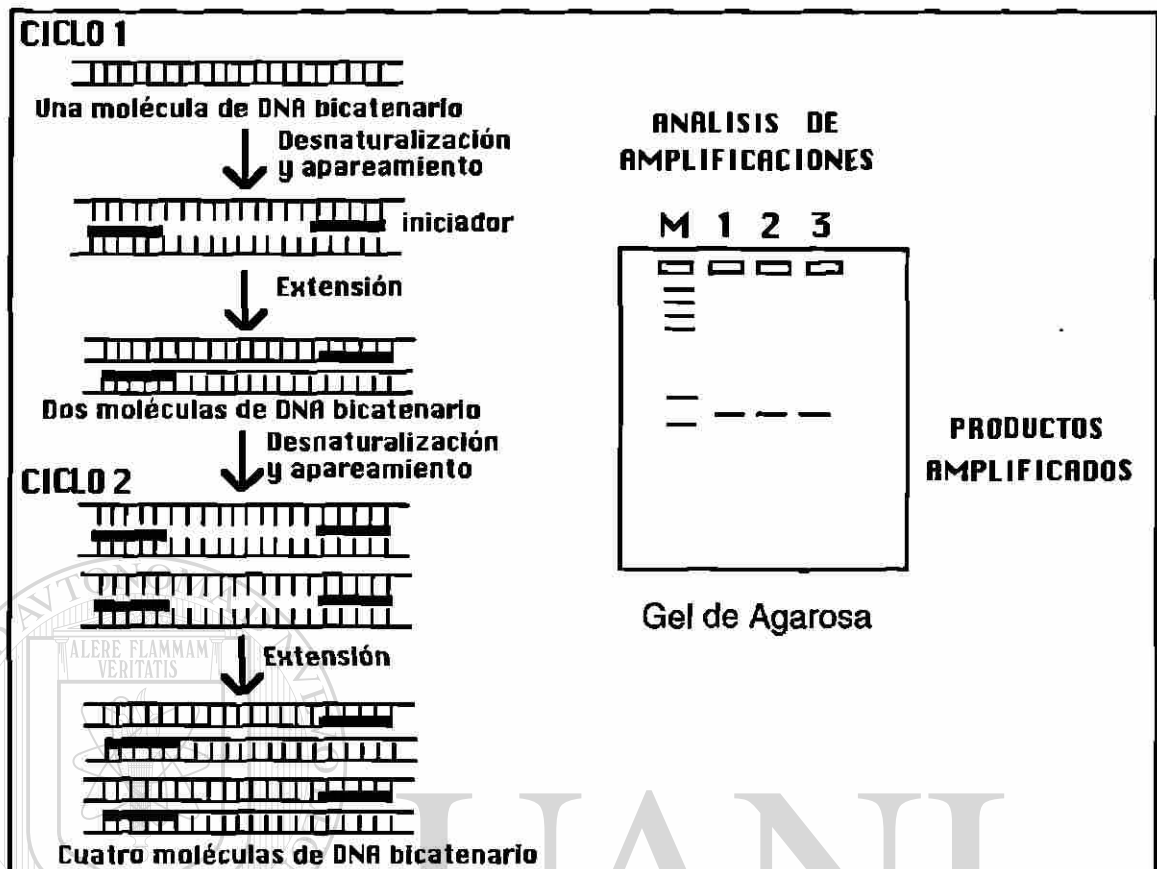 CICLO 1
Una molécula de DNA bicatenario
Desnaturalización
y apareamiento
iniciador
Extensión
Dos moléculas de DNA bicatenario
Desnaturalización
y apareamiento
CICLO 2
Extensión
Cuatro moléculas de DNA bicatenario
ANALISIS DE
AMPLIFICACIONES
M 1 2 3
PRODUCTOS
AMPLIFICADOS
Gel de Agarosa
ALERE FLAMMAM
VERITATIS
UANL